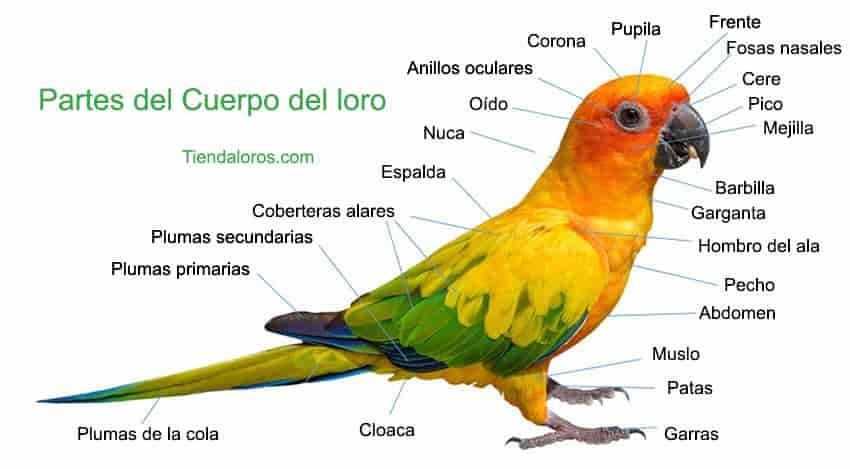 Partes del Cuerpo del loro
Tiendaloros.com
Corona
Pupila
Frente
Fosas nasales
Anillos oculares
Cere
Oído
Pico
Nuca
Mejilla
Espalda
Barbilla
Coberteras alares
Garganta
Plumas secundarias
Hombro del ala
Plumas primarias
Pecho
Abdomen
Muslo
Patas
Plumas de la cola
Cloaca
Garras